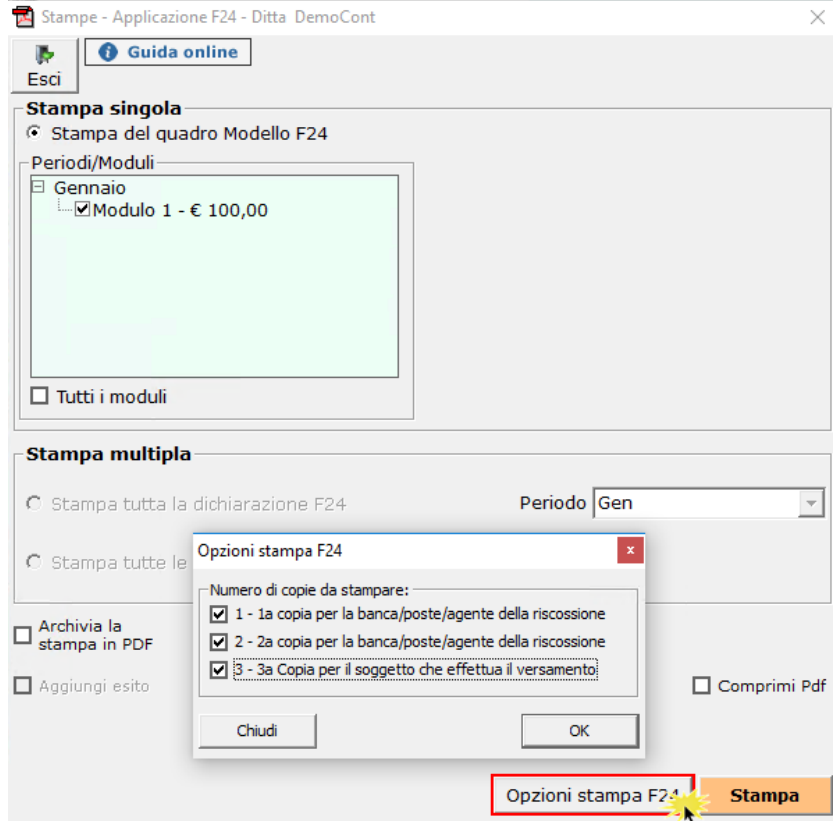 Stampe - Applicazione F24 - Ditta DemoCont
Guida online
Esci
Stampa singola
Stampa del quadro Modello F24
Periodi/Moduli
Gennaio
Modulo 1 - € 100,00
Tutti i moduli
Stampa multipla
Stampa tutta la dichiarazione F24
Periodo Gen
Stampa tutte le
Opzioni stampa F24
x
Numero di copie da stampare:
1 - 1a copia per la banca/poste/agente della riscossione
2 - 2a copia per la banca/poste/agente della riscossione
3 - 3a Copia per il soggetto che effettua il versamento
Chiudi
OK
Archivia la
stampa in PDF
Aggiungi esito
Comprimi Pdf
Opzioni stampa F24
Stampa